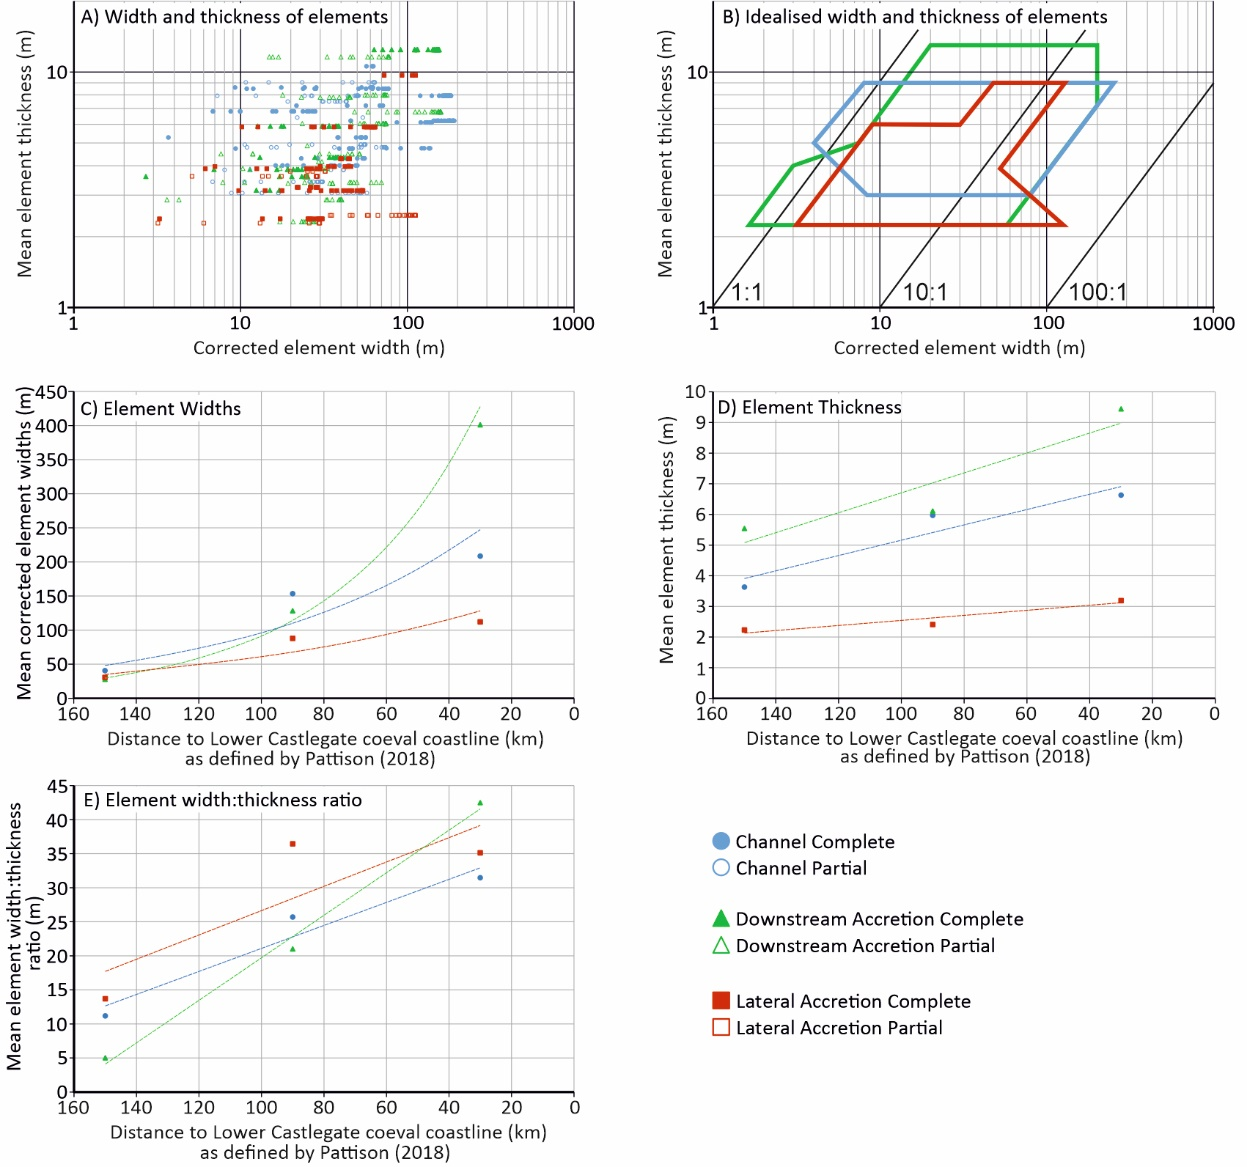 A) Width and thickness of elements
Mean element thickness (m)
10
1
1
10
100
1000
Corrected element width (m)
B) Idealised width and thickness of elements
Mean element thickness (m)
10
1
1:1
10:1
100:1
1
10
100
1000
Corrected element width (m)
C) Element Widths
Mean corrected element widths (m)
450
400
350
300
250
200
150
100
50
0
160 140 120 100 80 60 40 20 0
Distance to Lower Castlegate coeval coastline (km)
as defined by Pattison (2018)
D) Element Thickness
Mean element thickness (m)
10
9
8
7
6
5
4
3
2
1
0
160 140 120 100 80 60 40 20 0
Distance to Lower Castlegate coeval coastline (km)
as defined by Pattison (2018)
E) Element width:thickness ratio
Mean element width:thickness
ratio (m)
45
40
35
30
25
20
15
10
5
0
160 140 120 100 80 60 40 20 0
Distance to Lower Castlegate coeval coastline (km)
as defined by Pattison (2018)
Channel Complete
Channel Partial
Downstream Accretion Complete
Downstream Accretion Partial
Lateral Accretion Complete
Lateral Accretion Partial